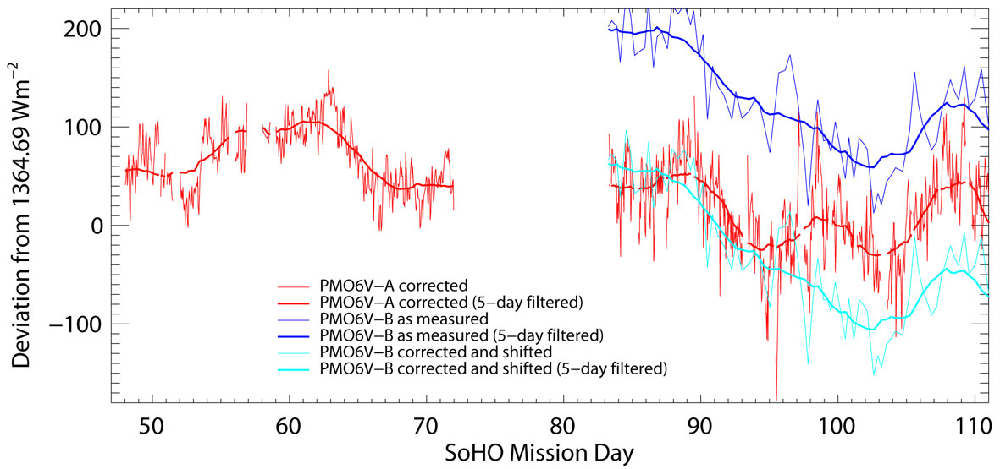 Deviation from 1364.69 Wm−2
200
100
0
−100
PMO6V−A corrected
PMO6V−A corrected (5−day filtered)
PMO6V−B as measured
PMO6V−B as measured (5−day filtered)
PMO6V−B corrected and shifted
PMO6V−B corrected and shifted (5−day filtered)
50 60 70 80 90 100 110
SoHO Mission Day